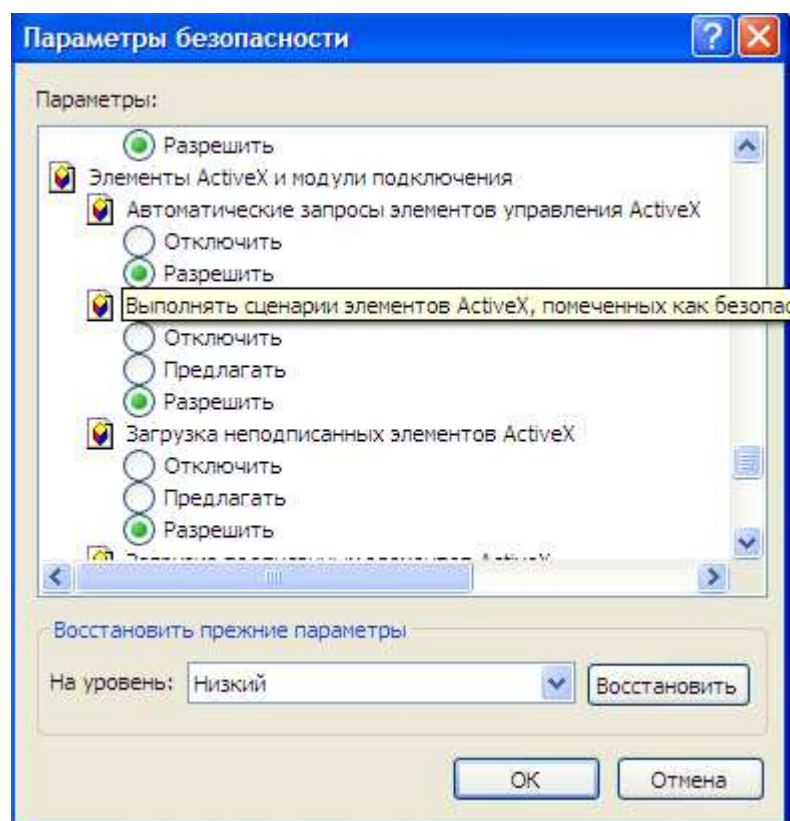 Параметры безопасности
Параметры:
Разрешить
Элементы ActiveX и модули подключения
Автоматические запросы элементов управления ActiveX
Отключить
Разрешить
Выполнять сценарии элементов ActiveX, помеченных как безопас
Отключить
Предлагать
Разрешить
Загрузка неподписанных элементов ActiveX
Отключить
Предлагать
Разрешить
Восстановить прежние параметры
На уровень: Низкий Восстановить
ОК Отмена